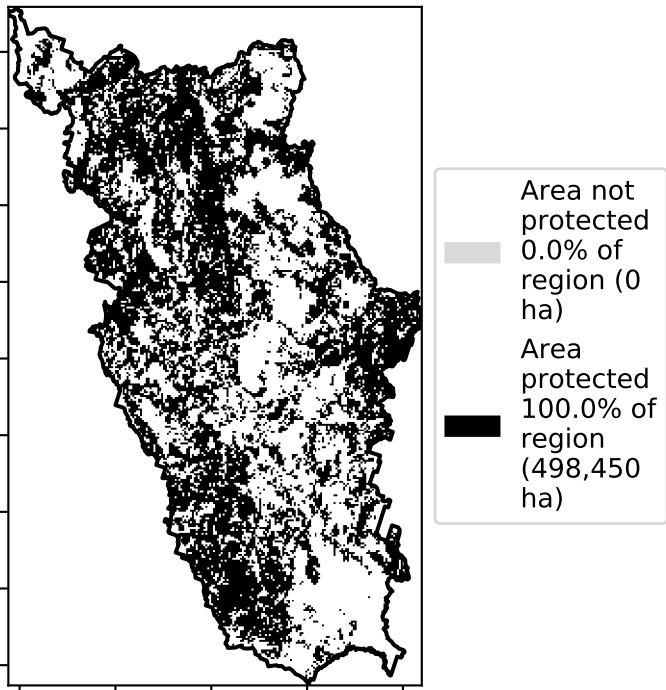 Area not
protected
0.0% of
region (0
ha)
Area
protected
100.0% of
region
(498,450
ha)